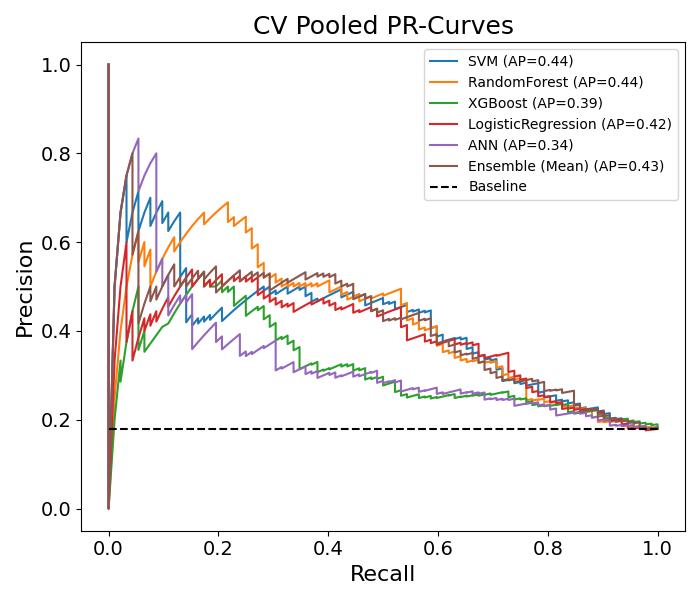 CV Pooled PR-Curves
SVM (AP=0.44)
RandomForest (AP=0.44)
XGBoost (AP=0.39)
LogisticRegression (AP=0.42)
ANN (AP=0.34)
Ensemble (Mean) (AP=0.43)
Baseline
Precision
1.0
0.8
0.6
0.4
0.2
0.0
0.0 0.2 0.4 0.6 0.8 1.0
Recall